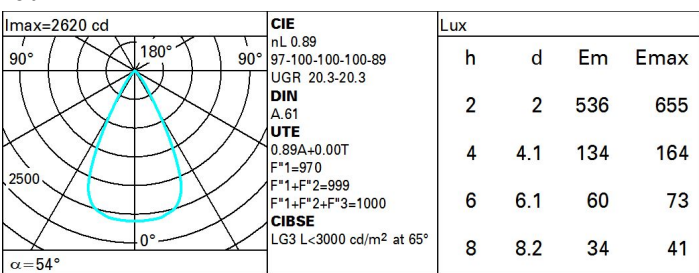 Imax=2620 cd
90° 180° 90°
2500
0°
α=54°
CIE
nL 0.89
97-100-100-100-89
UGR 20.3-20.3
DIN
A.61
UTE
0.89A+0.00T
F"1=970
F"1+F"2=999
F"1+F"2+F"3=1000
CIBSE
LG3 L<3000 cd/m² at 65°
Lux
h d Em Emax
2 2 536 655
4 4.1 134 164
6 6.1 60 73
8 8.2 34 41